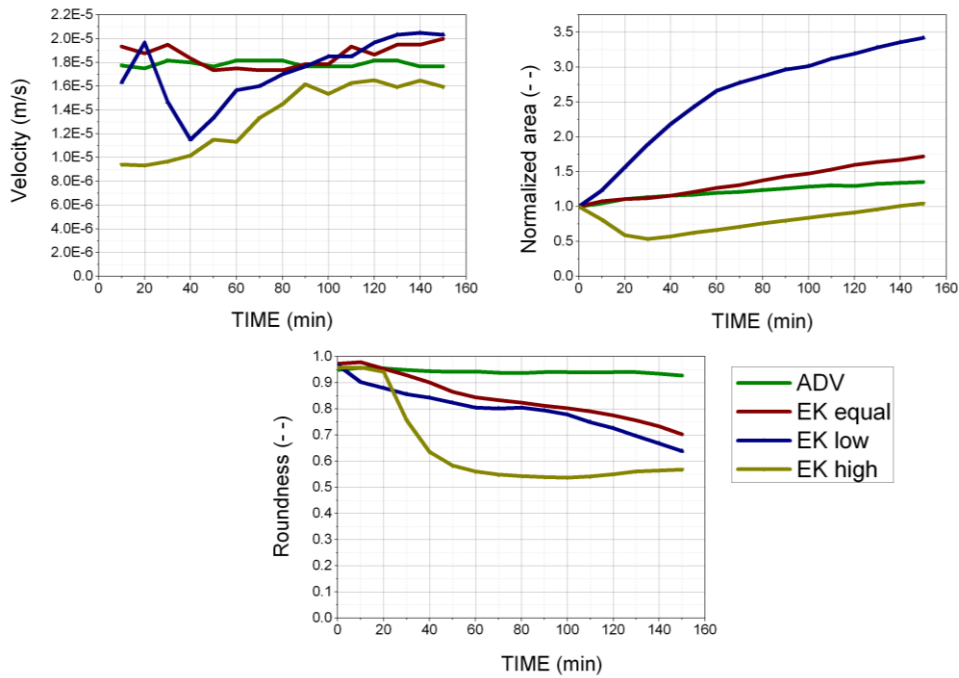 2.2E-5
2.0E-5
1.8E-5
1.6E-5
1.4E-5
1.2E-5
1.0E-5
8.0E-6
6.0E-6
4.0E-6
2.0E-6
0.0
Velocity (m/s)
0 20 40 60 80 100 120 140 160
TIME (min)
3.5
3.0
2.5
2.0
1.5
1.0
0.5
0.0
Normalized area (- -)
0 20 40 60 80 100 120 140 160
TIME (min)
1.0
0.9
0.8
0.7
0.6
0.5
0.4
0.3
0.2
0.1
0.0
Roundness (- -)
0 20 40 60 80 100 120 140 160
TIME (min)
ADV
EK equal
EK low
EK high